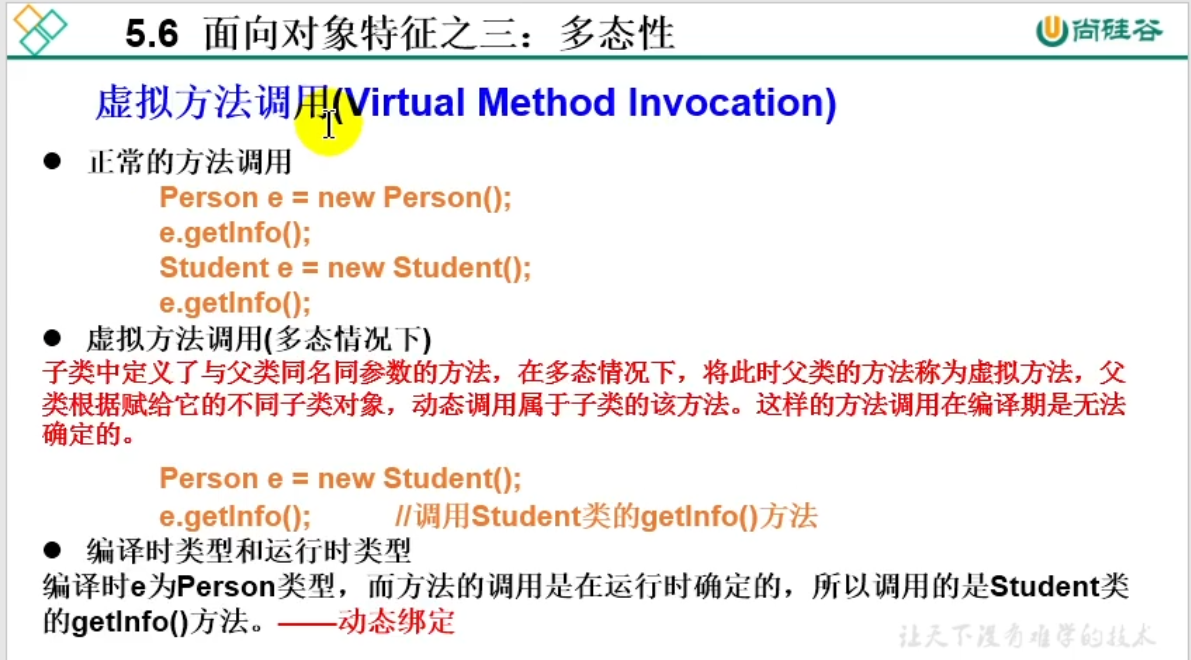 5.6 面向对象特征之三：多态性
尚硅谷
虚拟方法调用(Virtual Method Invocation)
● 正常的方法调用
Person e = new Person();
e.getInfo();
Student e = new Student();
e.getInfo();
● 虚拟方法调用(多态情况下)
子类中定义了与父类同名同参数的方法，在多态情况下，将此时父类的方法称为虚拟方法，父
类根据赋给它的不同子类对象，动态调用属于子类的该方法。这样的方法调用在编译期是无法
确定的。
Person e = new Student();
e.getInfo(); //调用Student类的getInfo()方法
● 编译时类型和运行时类型
编译时e为Person类型，而方法的调用是在运行时确定的，所以调用的是Student类
的getInfo()方法。——动态绑定
让天下没有难学的技术